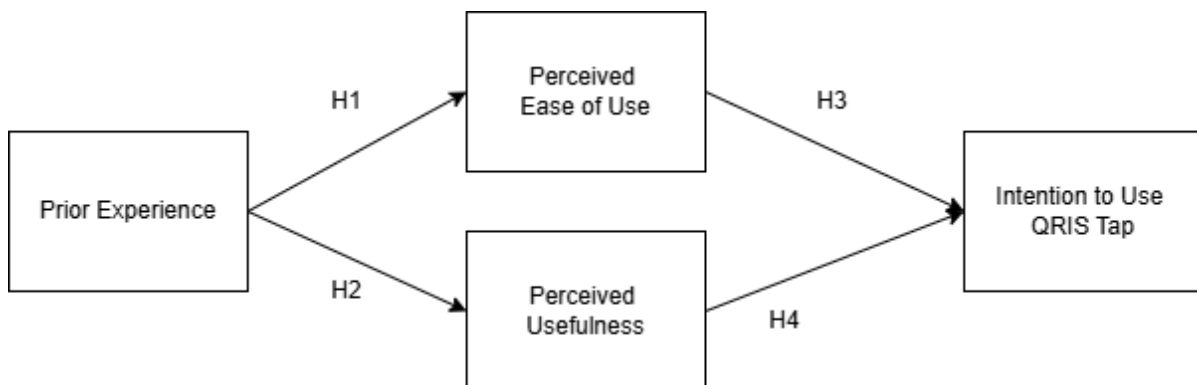 Perceived
Ease of Use
H1
H3
Prior Experience
Intention to Use
QRIS Tap
H2
Perceived
Usefulness
H4